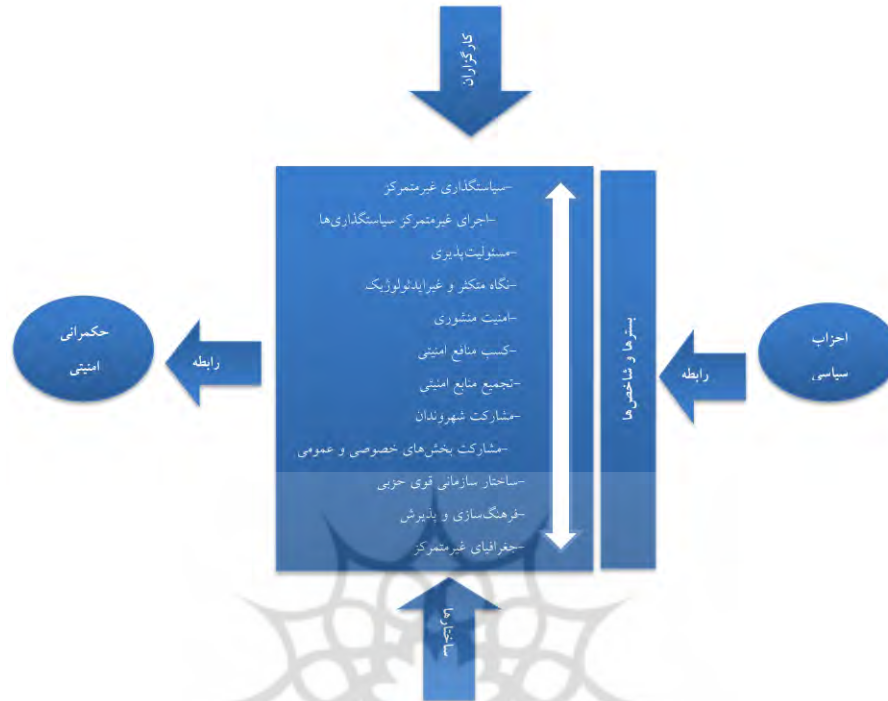 کارگزاران
احزاب
سیاسی
رابطه
بسترها و شاخص‌ها
-سیاستگذاری غیرمتمرکز
-اجرای غیرمتمرکز سیاستگذاری‌ها
-مسئولیت‌پذیری
-نگاه متکثر و غیرایدئولوژیک
-امنیت منشوری
-کسب منافع امنیتی
-تجمیع منابع امنیتی
-مشارکت شهروندان
-مشارکت بخش‌های خصوصی و عمومی
-ساختار سازمانی قوی حزبی
-فرهنگ‌سازی و پذیرش
-جغرافیای غیرمتمرکز
رابطه
حکمرانی
امنیتی
ساختارها